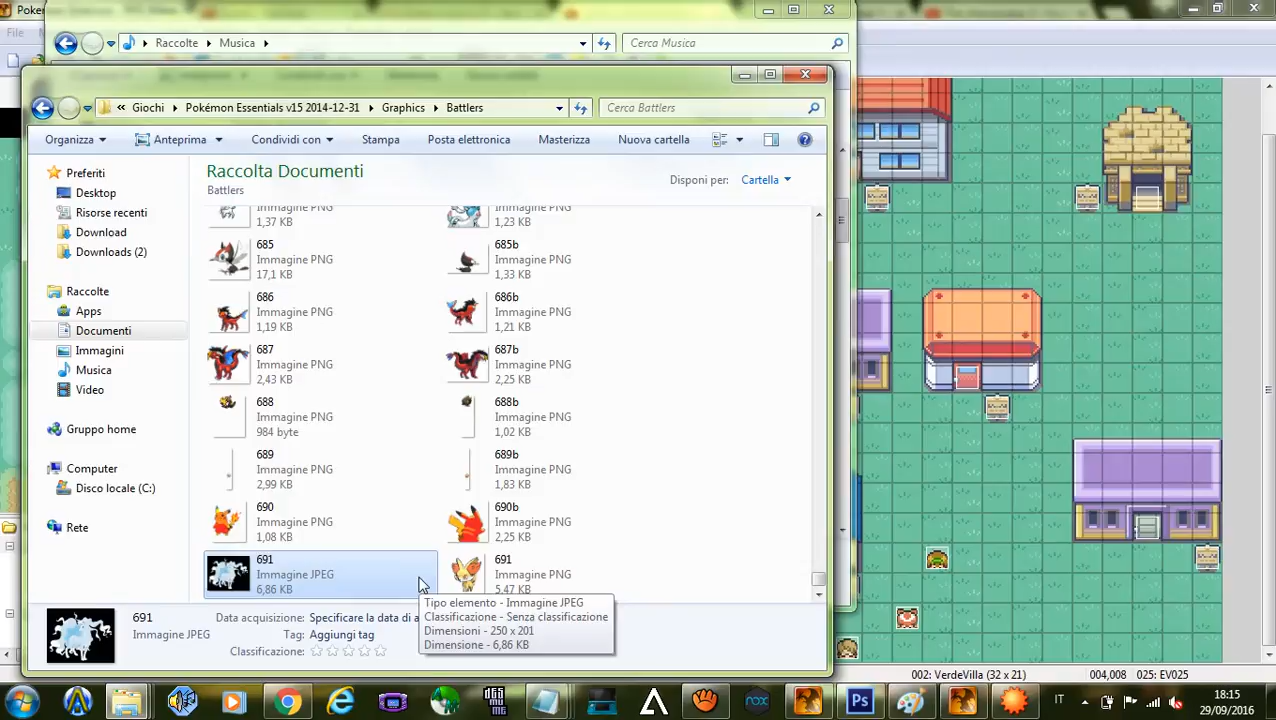 Pokem
File
Raccolte
Musica
Cerca Musica
Giochi
Pokémon Essentials v15 2014-12-31
Graphics
Battlers
Cerca Battlers
Organizza
Anteprima
Condividi con
Stampa
Posta elettronica
Masterizza
Nuova cartella
Preferiti
Desktop
Risorse recenti
Download
Downloads (2)
Raccolte
Apps
Documenti
Immagini
Musica
Video
Gruppo home
Computer
Disco locale (C:)
Rete
Raccolta Documenti
Battlers
Disponi per:
Cartella
Immagine PNG
1,37 KB
Immagine PNG
1,23 KB
685
Immagine PNG
17,1 KB
685b
Immagine PNG
1,33 KB
686
Immagine PNG
1,19 KB
686b
Immagine PNG
1,21 KB
687
Immagine PNG
2,43 KB
687b
Immagine PNG
2,25 KB
688
Immagine PNG
984 byte
688b
Immagine PNG
1,02 KB
689
Immagine PNG
2,99 KB
689b
Immagine PNG
1,83 KB
690
Immagine PNG
1,08 KB
690b
Immagine PNG
2,25 KB
691
Immagine JPEG
6,86 KB
691
Immagine PNG
5,47 KB
Tipo elemento - Immagine JPEG
Classificazione - Senza classificazione
Dimensioni - 250 x 201
Dimensione - 6,86 KB
691
Immagine JPEG
Data acquisizione: Specificare la data di a
Tag: Aggiungi tag
Classificazione:
002: VerdeVilla (32 x 21)
004,008
025: EV025
Ps
nox
IT
18:15
29/09/2016